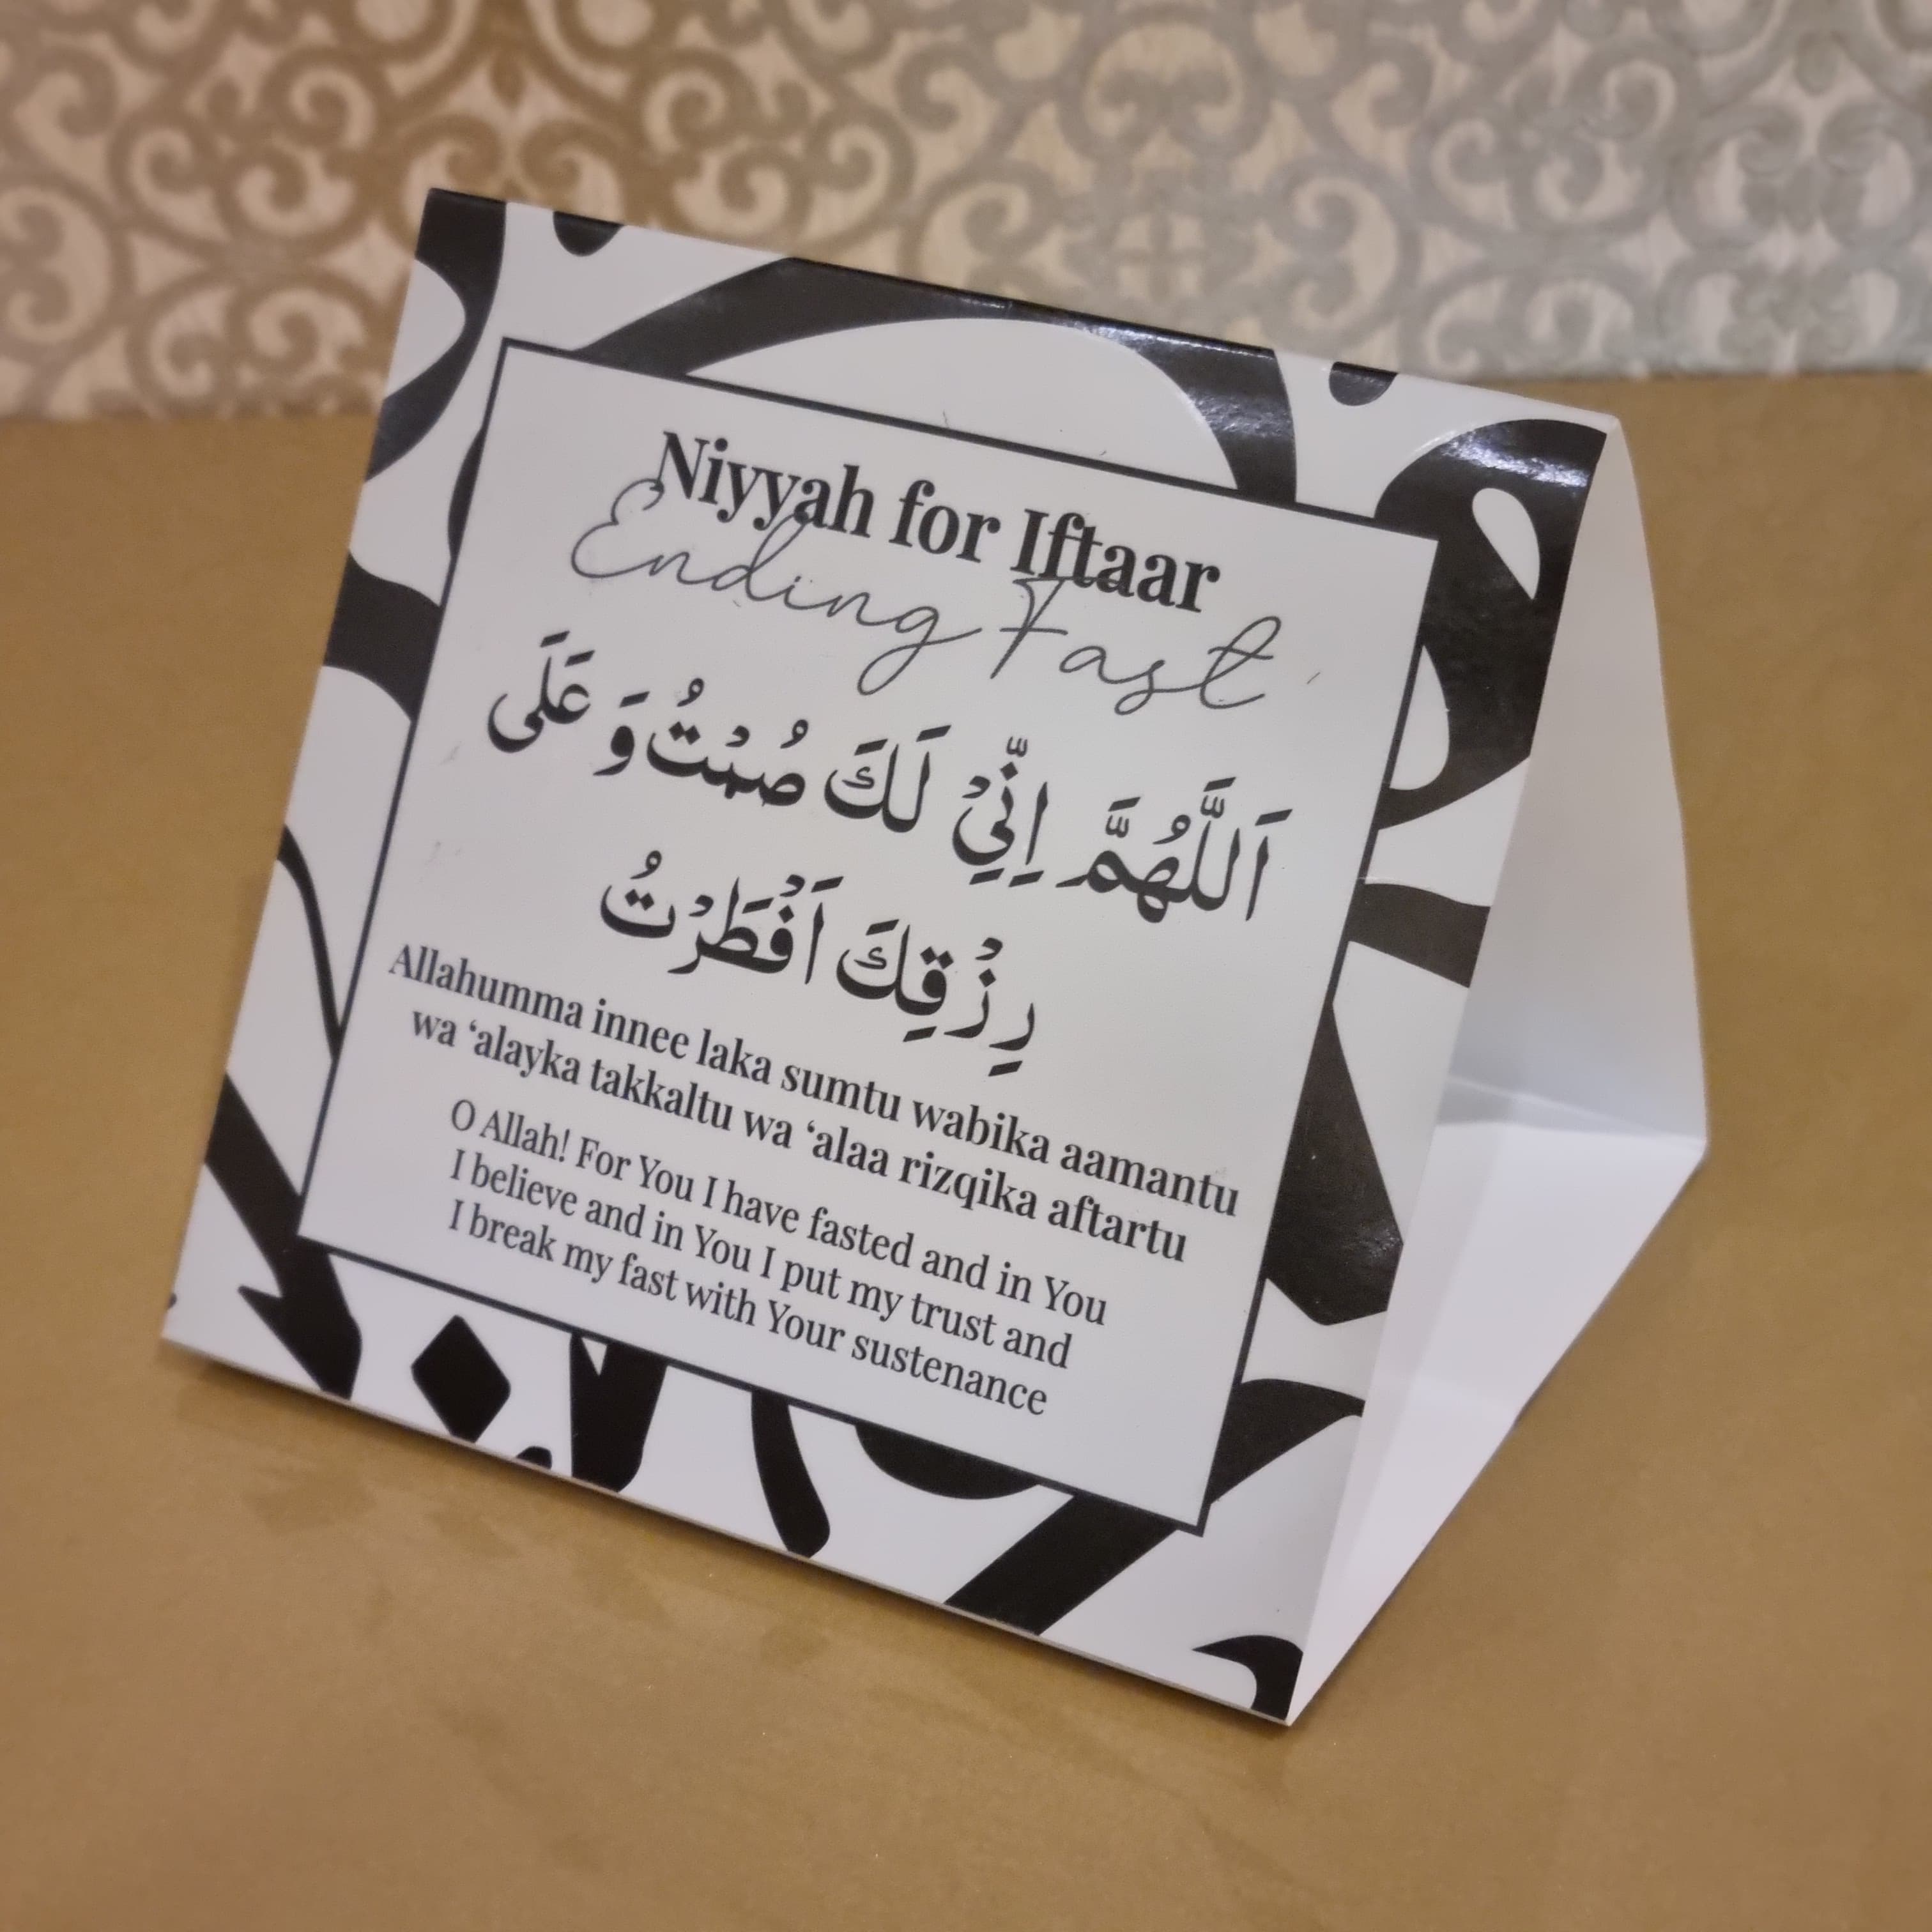 Niyyah for Iftaar
Ending Fast
اَللَّهُمَّ اِنِّيْ لَكَ صُمْتُ وَ عَلَى
رِزْقِكَ اَفْطَرْتُ
Allahumma innee laka sumtu wabika aamantu
wa ‘alayka takkaltu wa ‘alaa rizqika aftartu
O Allah! For You I have fasted and in You
I believe and in You I put my trust and
I break my fast with Your sustenance